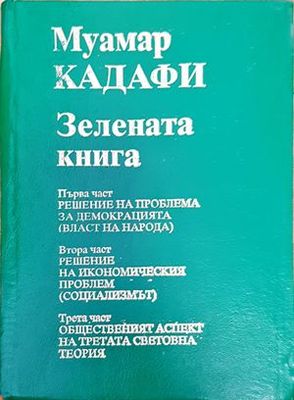 Муамар
КАДАФИ
Зелената
книга
Първа част
РЕШЕНИЕ НА ПРОБЛЕМА
ЗА ДЕМОКРАЦИЯТА
(ВЛАСТ НА НАРОДА)
Втора част
РЕШЕНИЕ
НА ИКОНОМИЧЕСКИЯ
ПРОБЛЕМ
(СОЦИАЛИЗМЪТ)
Трета част
ОБЩЕСТВЕНИЯТ АСПЕКТ
НА ТРЕТАТА СВЕТОВНА
ТЕОРИЯ